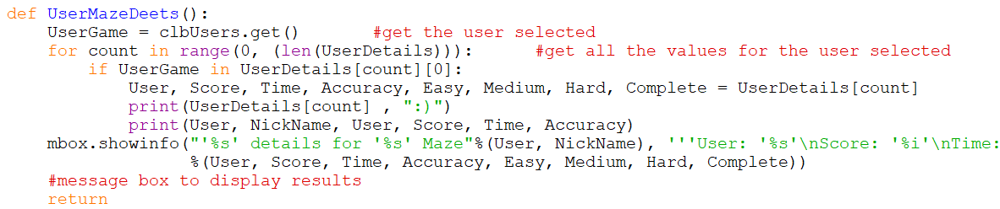 def UserMazeDeets():
    UserGame = clbUsers.get()       #get the user selected
    for count in range(0, (len(UserDetails))):      #get all the values for the user selected
        if UserGame in UserDetails[count][0]:
            User, Score, Time, Accuracy, Easy, Medium, Hard, Complete = UserDetails[count]
            print(UserDetails[count] , ":)")
            print(User, NickName, User, Score, Time, Accuracy)
    mbox.showinfo("'%s' details for '%s' Maze"%(User, NickName), '''User: '%s'\nScore: '%i'\nTime:
                  %(User, Score, Time, Accuracy, Easy, Medium, Hard, Complete))
    #message box to display results
    return